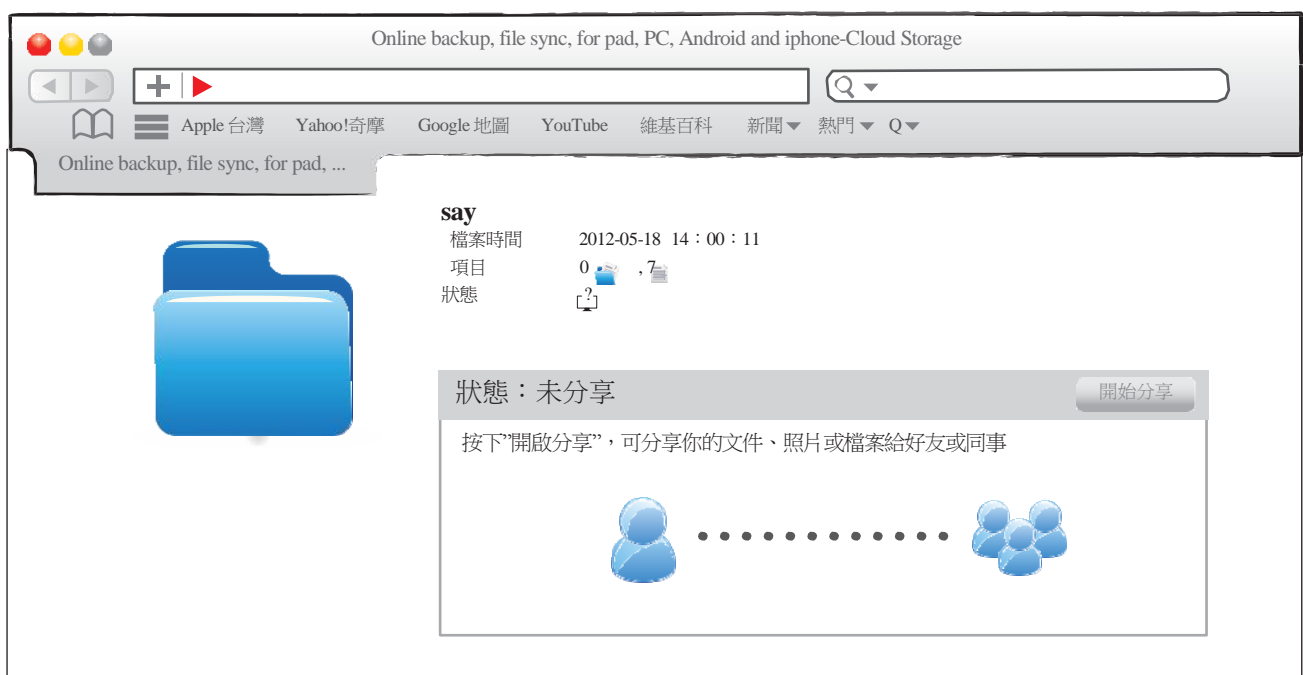 Online backup, file sync, for pad, PC, Android and iphone-Cloud Storage
Apple 台灣 Yahoo!奇摩 Google 地圖 YouTube 維基百科 新聞 熱門 Q
Online backup, file sync, for pad, ...
say
檔案時間 2012-05-18 14：00：11
項目 0 , 7
狀態 ?
狀態：未分享 開始分享
按下”開啟分享”，可分享你的文件、照片或檔案給好友或同事